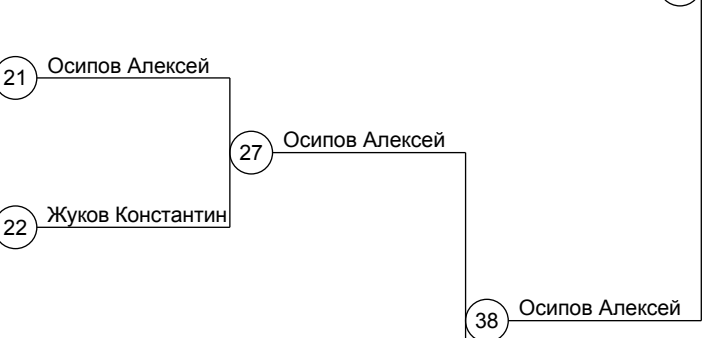 21 Осипов Алексей
27 Осипов Алексей
22 Жуков Константин
38 Осипов Алексей